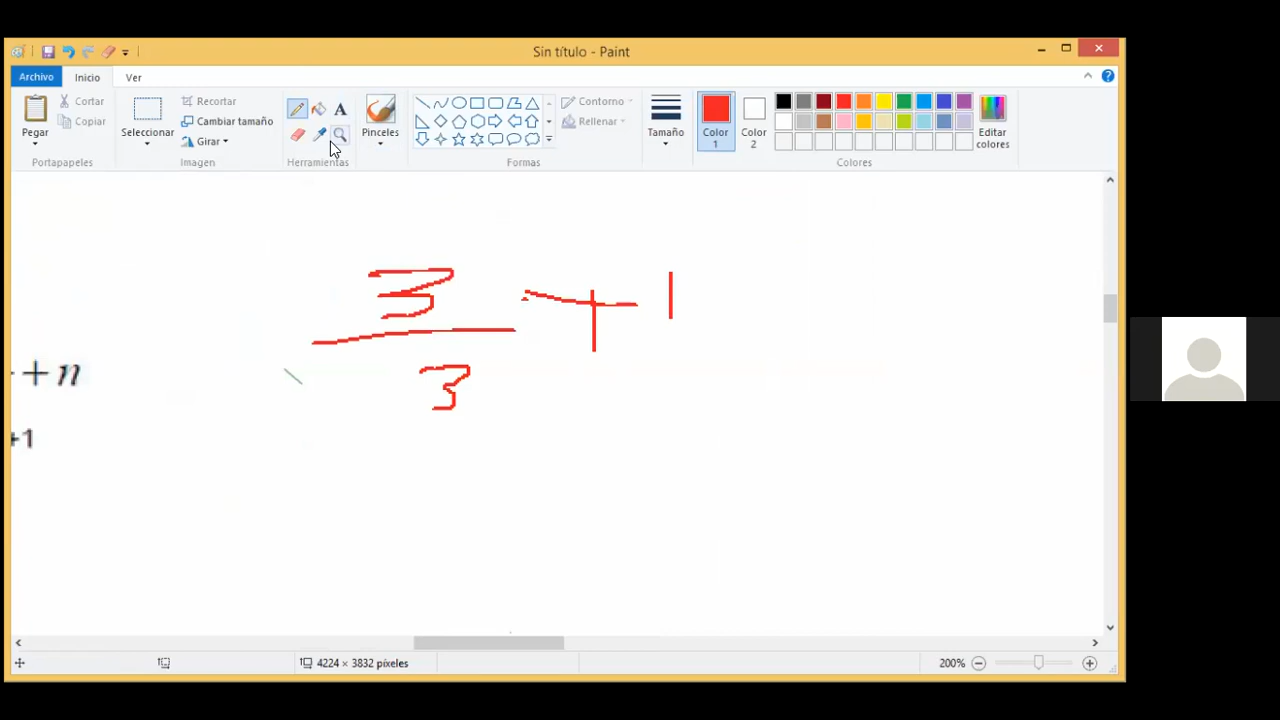 Sin título - Paint
Archivo Inicio Ver
Pegar
Cortar
Copiar
Portapapeles
Seleccionar
Recortar
Cambiar tamaño
Girar
Imagen
A
Herramientas
Pinceles
Contorno
Rellenar
Formas
Tamaño
Color 1
Color 2
Editar colores
Colores
3
+ 1
3
+ n
+1
4224 × 3832 píxeles
200%